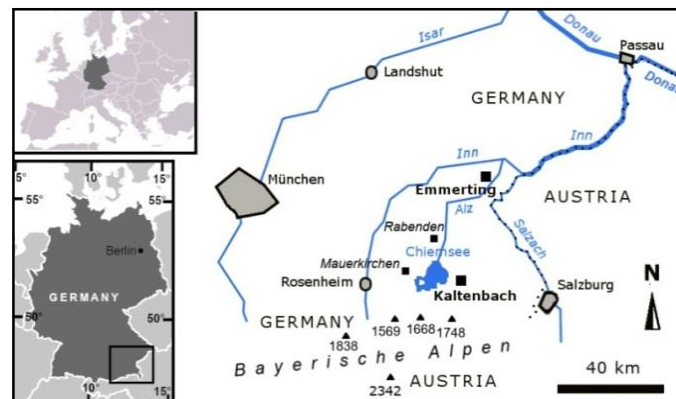 Donau
Passau
Donau
Isar
Landshut
GERMANY
Inn
Inn
München
Emmerting
AUSTRIA
Alz
Rabenden
Salzach
Chiemsee
Mauerkirchen
Rosenheim
Kaltenbach
Salzburg
N
GERMANY
1569
1668
1748
1838
Bayerische Alpen
40 km
2342
AUSTRIA
5°
10°
15°
55°
55°
Berlin
GERMANY
50°
50°
10°
15°